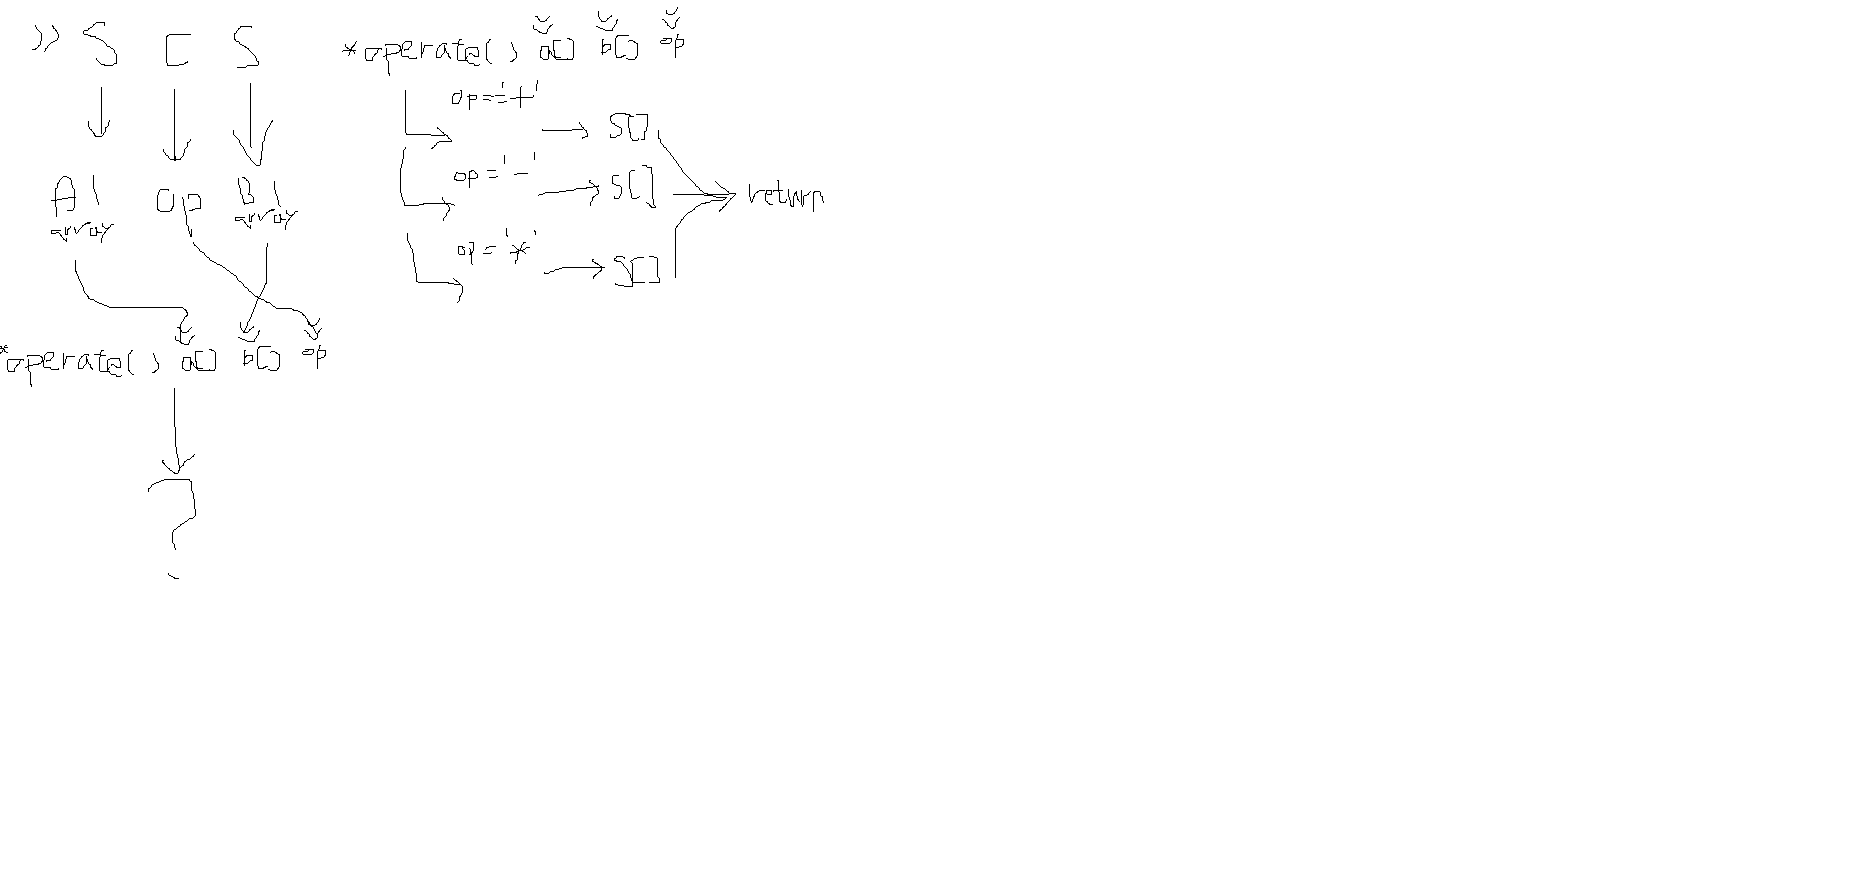 >> S C S
*operate( ) a[] b[] op
op=='+'
S[]
op='-'
S[]
return
A1 op B1
array array
op='*'
S[]
*operate( ) a[] b[] op
?